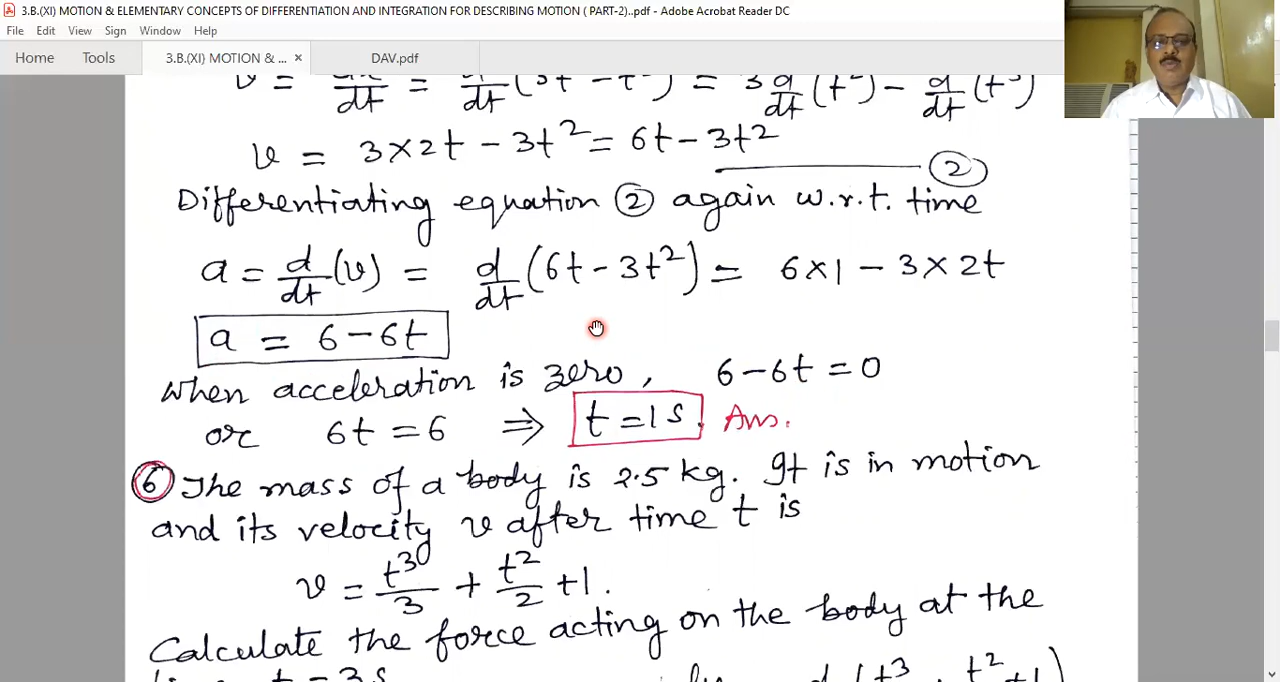 3.B.(XI) MOTION & ELEMENTARY CONCEPTS OF DIFFERENTIATION AND INTEGRATION FOR DESCRIBING MOTION ( PART-2)..pdf - Adobe Acrobat Reader DC
File Edit View Sign Window Help
Home Tools 3.B.(XI) MOTION & ... × DAV.pdf
v = 3×2t − 3t² = 6t − 3t²
②
Differentiating equation ② again w.r.t. time
a = d/dt (v) = d/dt (6t − 3t²) = 6×1 − 3×2t
a = 6−6t
When acceleration is zero, 6−6t = 0
or 6t = 6 ⇒ t = 1 s. Ans.
⑥ The mass of a body is 2.5 kg. It is in motion
and its velocity v after time t is
v = t³/3 + t²/2 + 1.
Calculate the force acting on the body at the